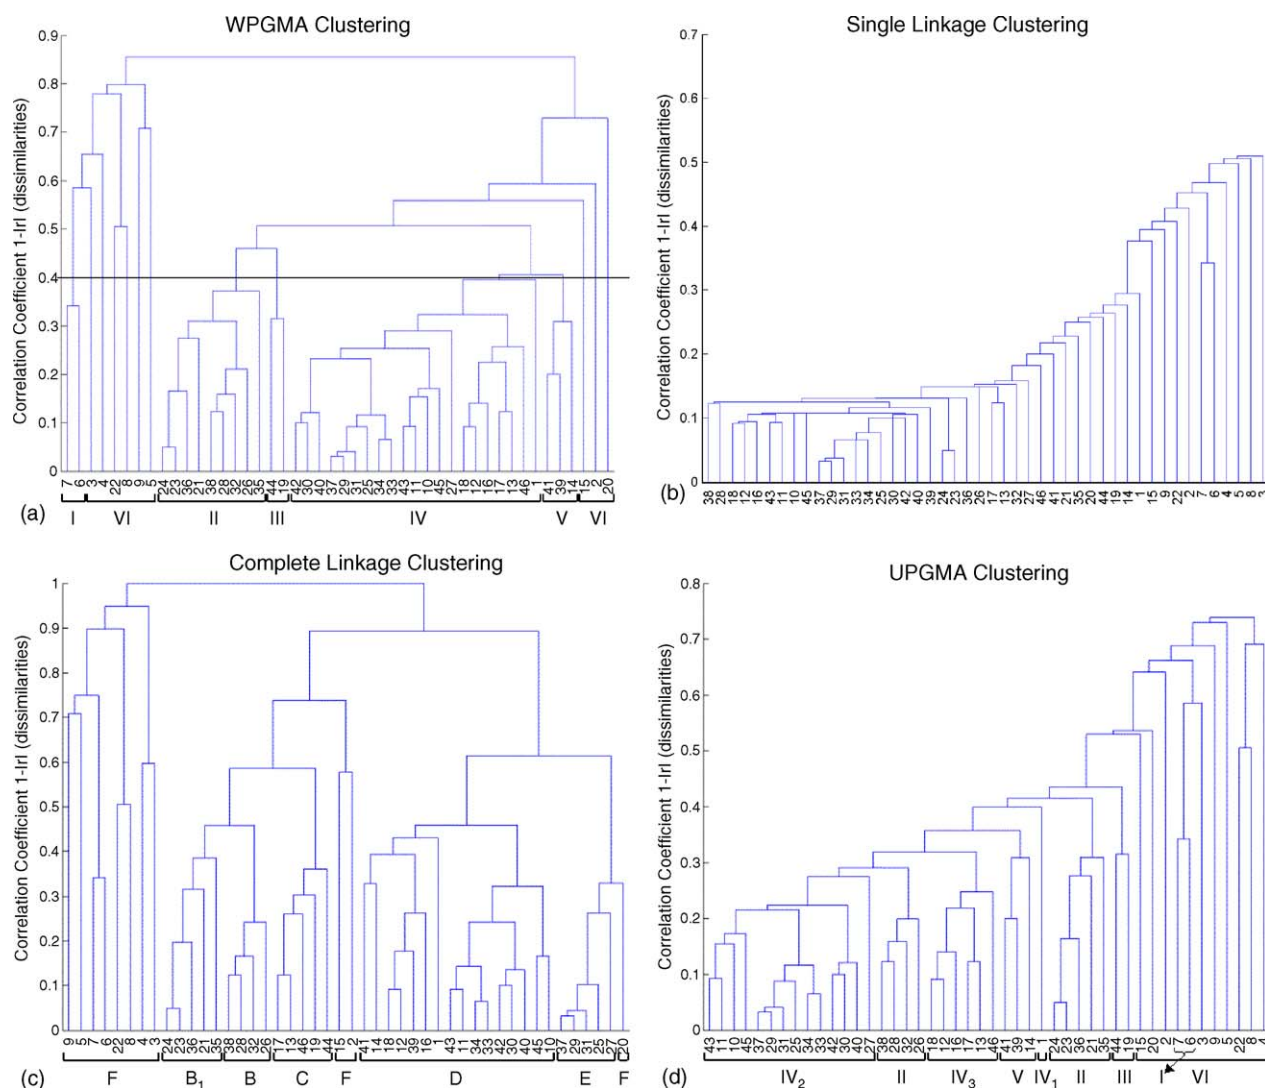 WPGMA Clustering
Correlation Coefficient 1-IrI (dissimilarities)
0.9
0.8
0.7
0.6
0.5
0.4
0.3
0.2
0.1
0
7 6 3 4 22 8 9 5 24 23 36 21 38 28 32 26 35 44 19 42 30 40 37 29 31 25 34 33 43 11 10 45 27 18 12 16 17 13 46 1 41 39 14 15 2 20
(a) I VI II III IV V VI
Single Linkage Clustering
Correlation Coefficient 1-IrI (dissimilarities)
0.7
0.6
0.5
0.4
0.3
0.2
0.1
0
38 28 18 12 16 43 11 10 45 37 29 31 33 34 25 30 42 40 39 24 23 36 26 17 13 32 27 46 41 21 35 20 44 19 14 1 15 9 22 2 7 6 4 5 8 3
(b)
Complete Linkage Clustering
Correlation Coefficient 1-IrI (dissimilarities)
1
0.9
0.8
0.7
0.6
0.5
0.4
0.3
0.2
0.1
0
9 5 7 6 22 8 4 3 24 23 36 21 35 38 28 32 26 17 13 46 19 44 15 2 41 14 18 12 39 16 1 43 11 34 33 42 30 40 45 10 37 29 31 25 27 20
(c) F B₁ B C F D E F
UPGMA Clustering
Correlation Coefficient 1-IrI (dissimilarities)
0.8
0.7
0.6
0.5
0.4
0.3
0.2
0.1
0
43 11 10 45 37 29 31 25 34 33 42 30 40 27 38 28 32 26 18 12 16 17 13 46 41 39 14 1 24 23 36 21 35 44 19 15 20 2 7 6 3 9 5 22 8 4
(d) IV₂ II IV₃ V IV₁ II III I VI